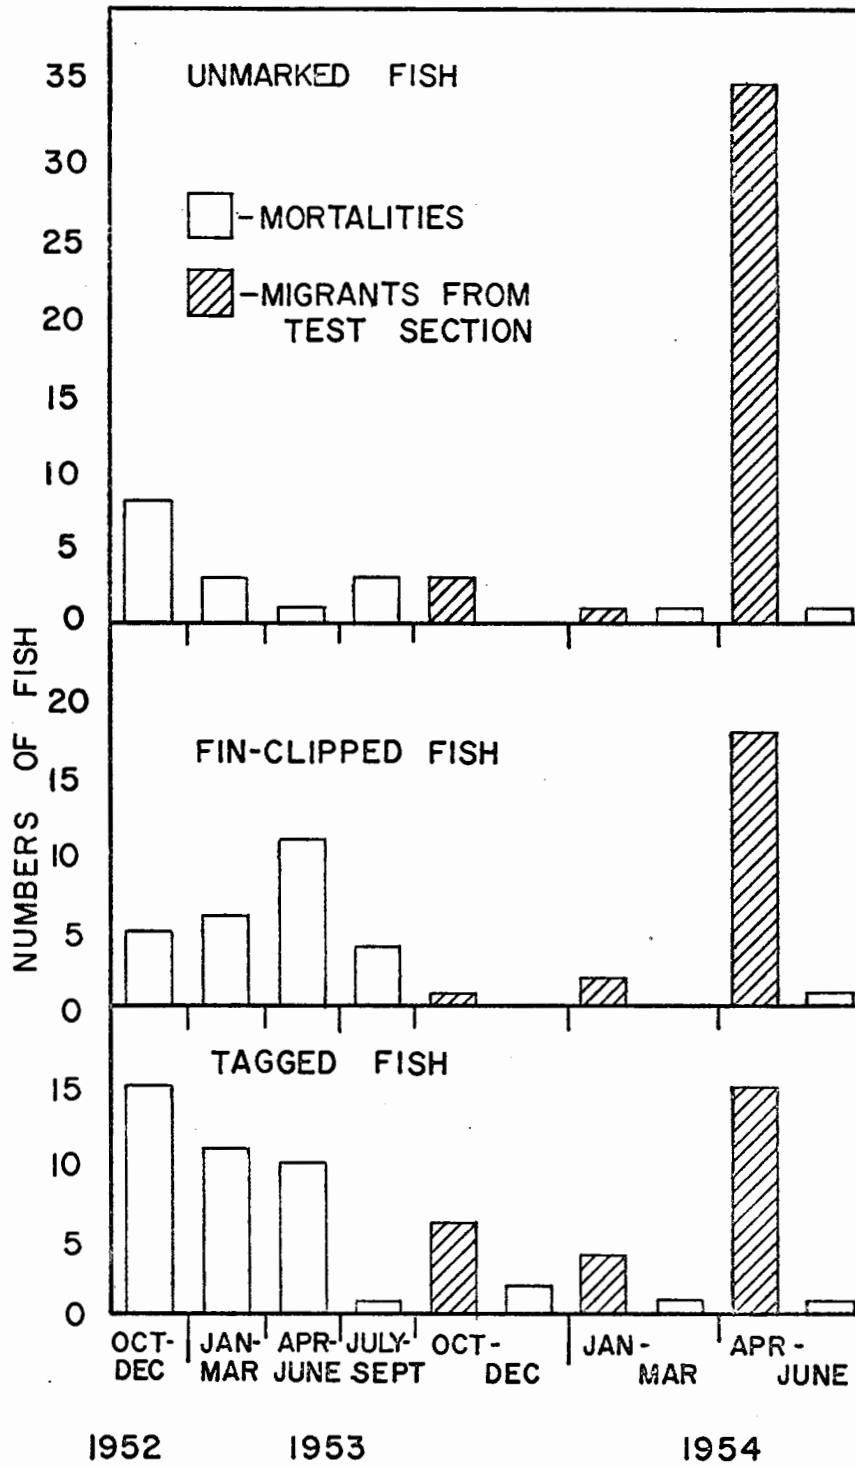 35
UNMARKED FISH
30
-MORTALITIES
25
-MIGRANTS FROM
20
TEST SECTION
15
10
5
0
NUMBERS OF FISH
20
FIN-CLIPPED FISH
15
10
5
0
TAGGED FISH
15
10
5
0
OCT- JAN- APR- JULY- OCT- JAN- APR-
DEC MAR JUNE SEPT DEC MAR JUNE
1952 1953 1954